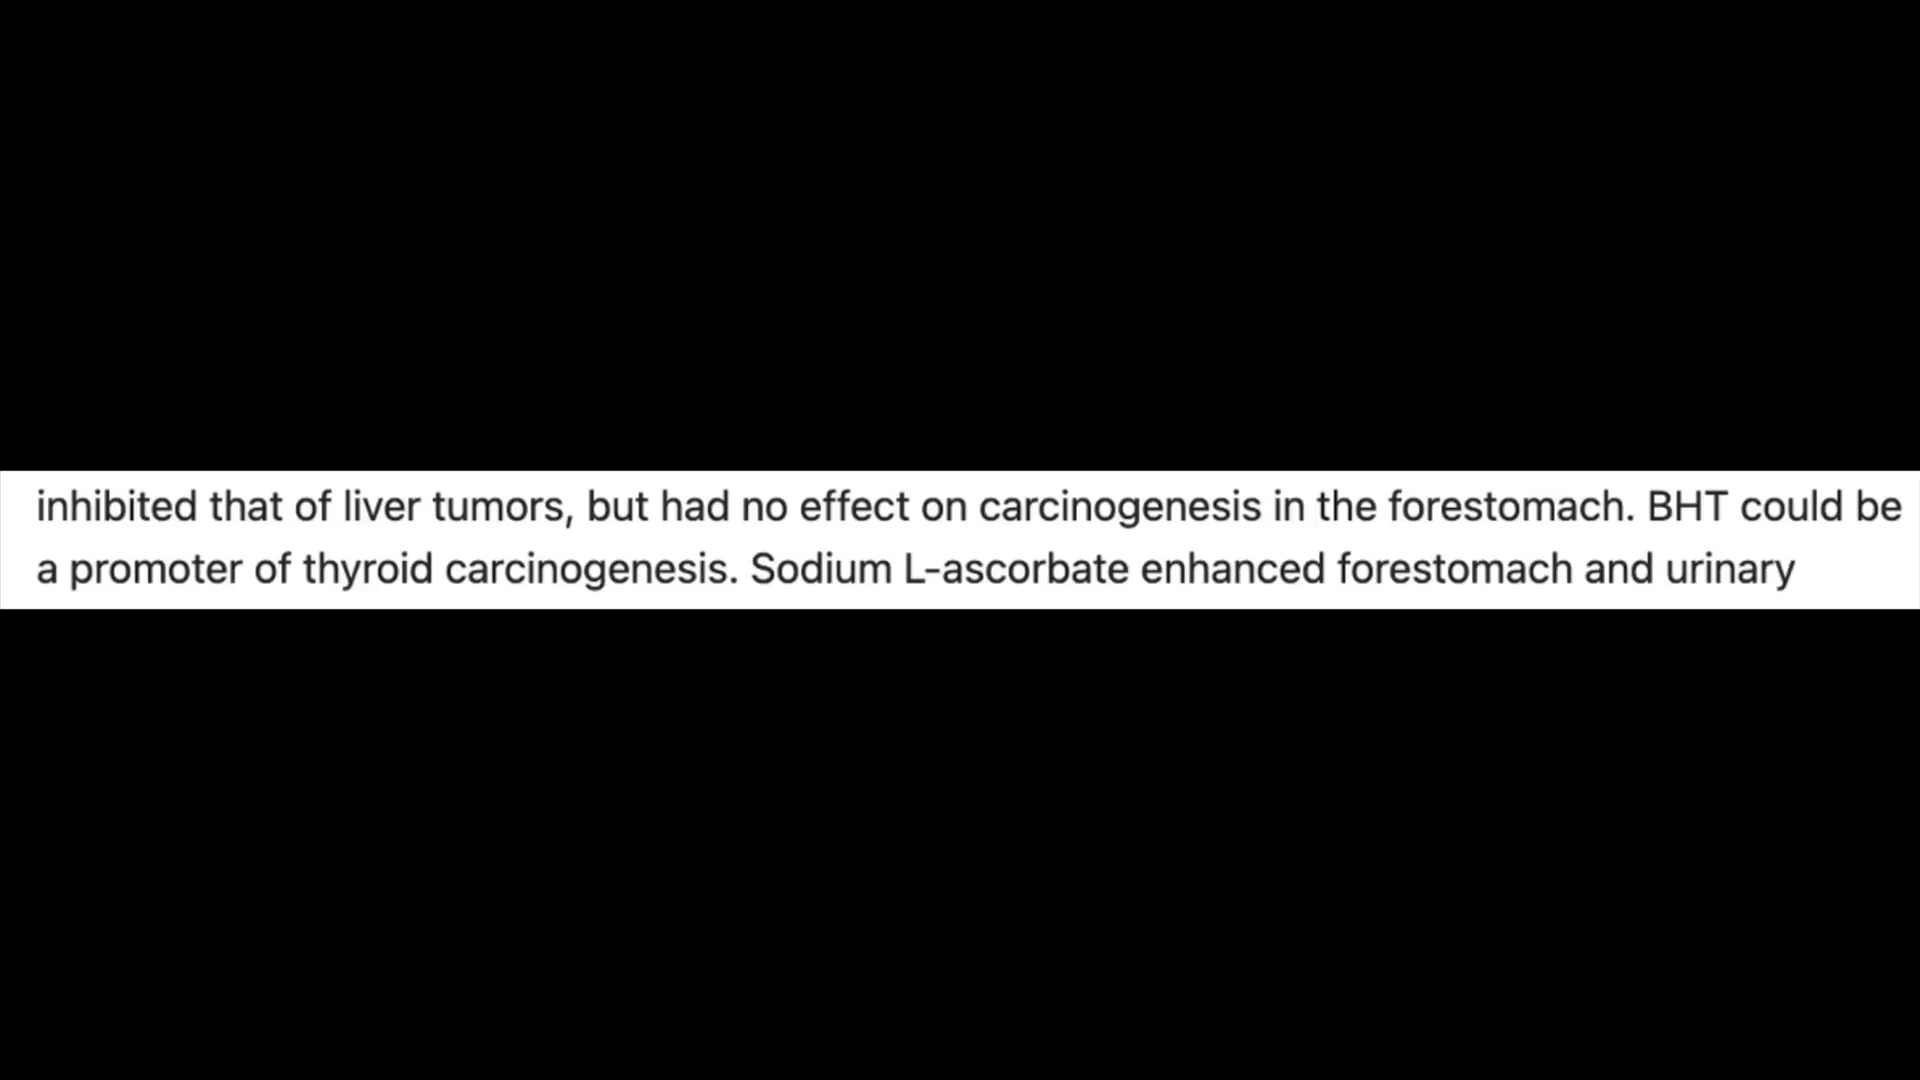 inhibited that of liver tumors, but had no effect on carcinogenesis in the forestomach. BHT could be
a promoter of thyroid carcinogenesis. Sodium L-ascorbate enhanced forestomach and urinary